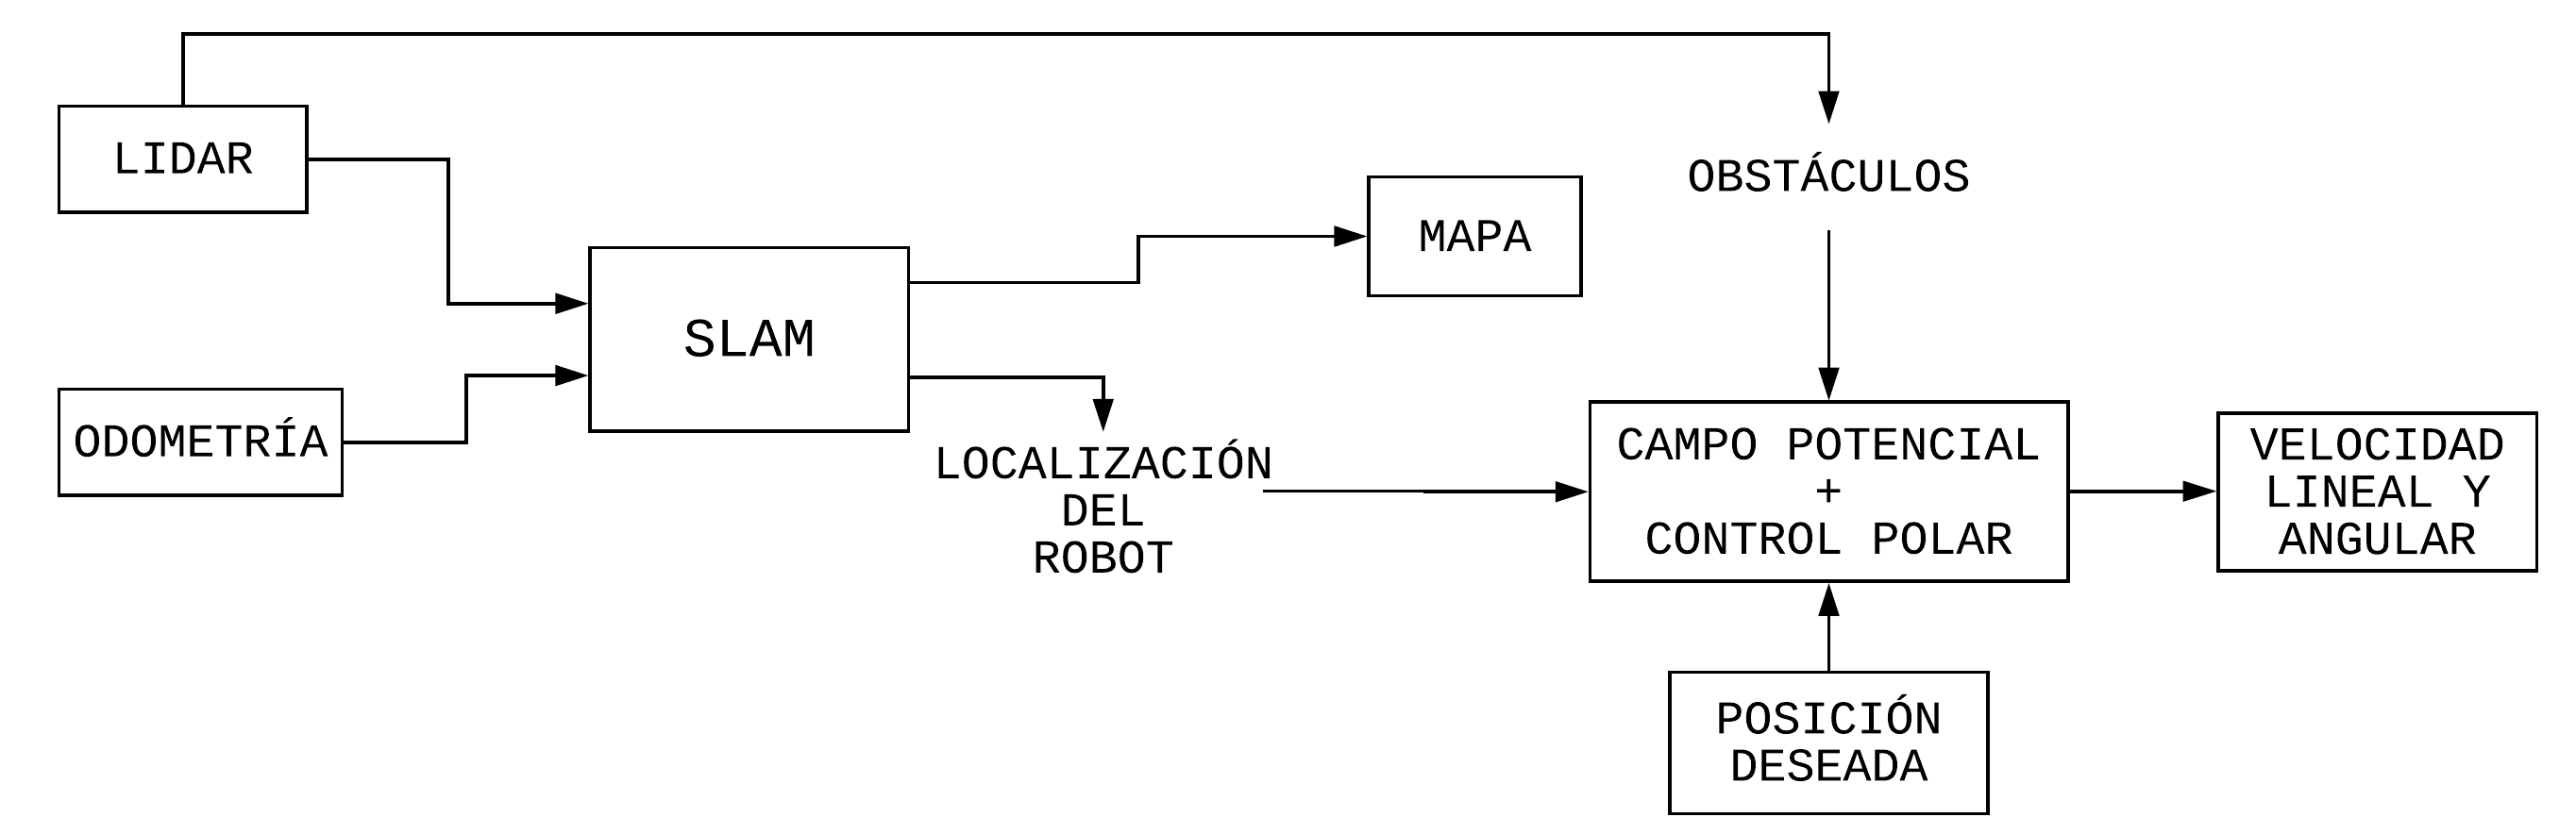 LIDAR
OBSTÁCULOS
MAPA
SLAM
ODOMETRÍA
LOCALIZACIÓN
DEL
ROBOT
CAMPO POTENCIAL
+
CONTROL POLAR
VELOCIDAD
LINEAL Y
ANGULAR
POSICIÓN
DESEADA